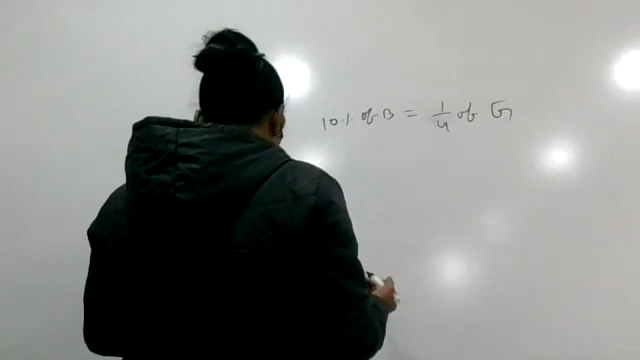 10% of B = 1/4 of G